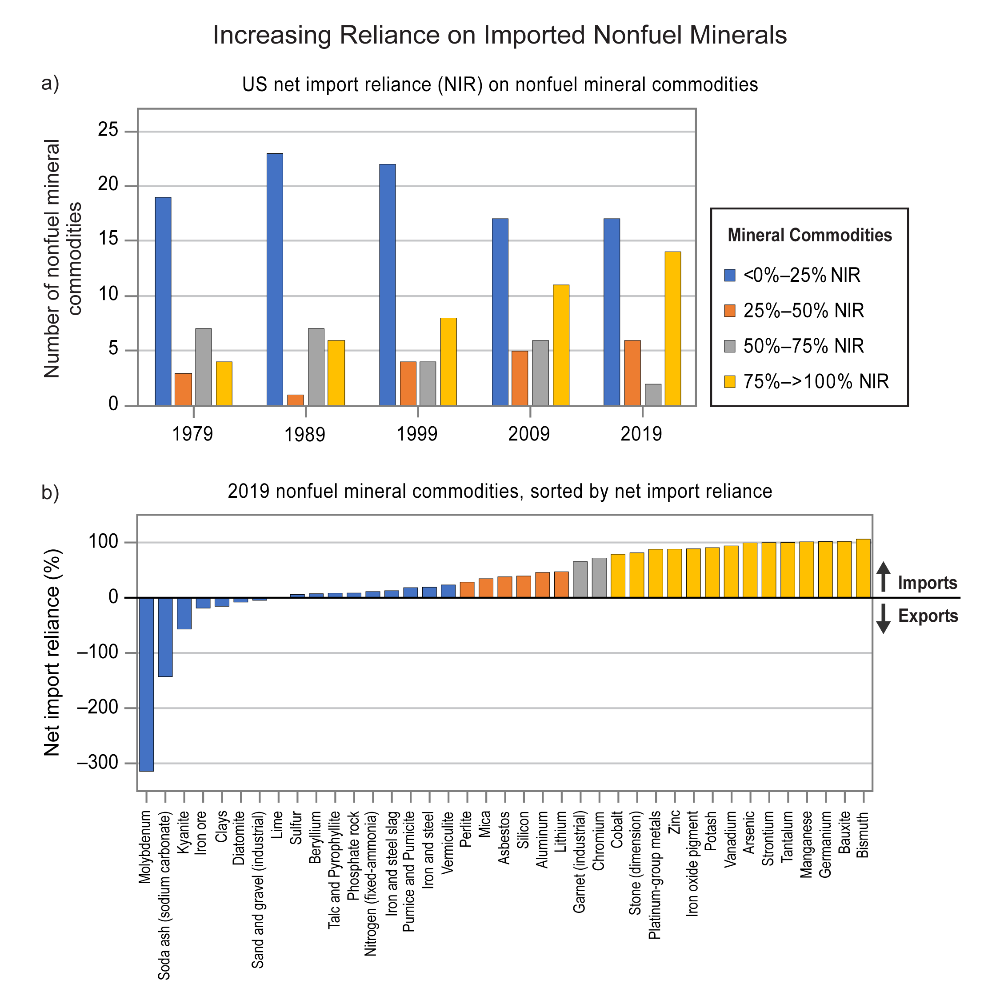 Increasing Reliance on Imported Nonfuel Minerals
a)
US net import reliance (NIR) on nonfuel mineral commodities
Number of nonfuel mineral
commodities
25
20
15
10
5
0
1979
1989
1999
2009
2019
Mineral Commodities
<0%–25% NIR
25%–50% NIR
50%–75% NIR
75%–>100% NIR
b)
2019 nonfuel mineral commodities, sorted by net import reliance
Net import reliance (%)
100
0
–100
–200
–300
Imports
Exports
Molybdenum
Soda ash (sodium carbonate)
Kyanite
Iron ore
Clays
Diatomite
Sand and gravel (industrial)
Lime
Sulfur
Beryllium
Talc and Pyrophyllite
Phosphate rock
Nitrogen (fixed-ammonia)
Iron and steel slag
Pumice and Pumicite
Iron and steel
Vermiculite
Perlite
Mica
Asbestos
Silicon
Aluminum
Lithium
Garnet (industrial)
Chromium
Cobalt
Stone (dimension)
Platinum-group metals
Zinc
Iron oxide pigment
Potash
Vanadium
Arsenic
Strontium
Tantalum
Manganese
Germanium
Bauxite
Bismuth